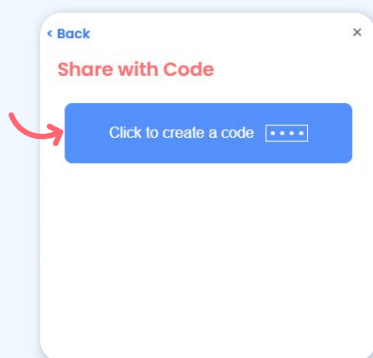 < Back ×
Share with Code
Click to create a code ••••